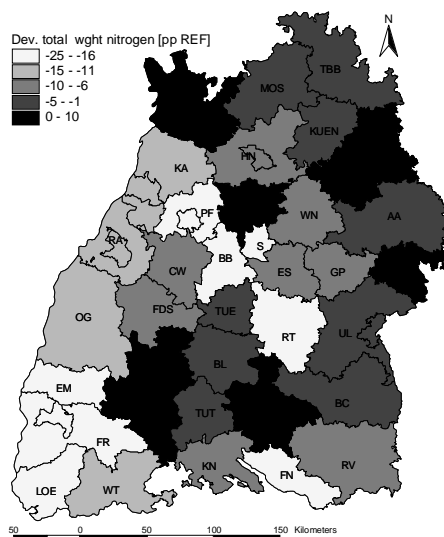 Dev. total wght nitrogen [pp REF]
-25 - -16
-15 - -11
-10 - -6
-5 - -1
0 - 10
N
TBB
MOS
KUEN
HN
KA
PF
WN
AA
S
RA
BB
CW
ES
GP
FDS
TUE
OG
RT
UL
BL
EM
BC
TUT
FR
KN
RV
FN
LOE
WT
50 0 50 100 150 Kilometers